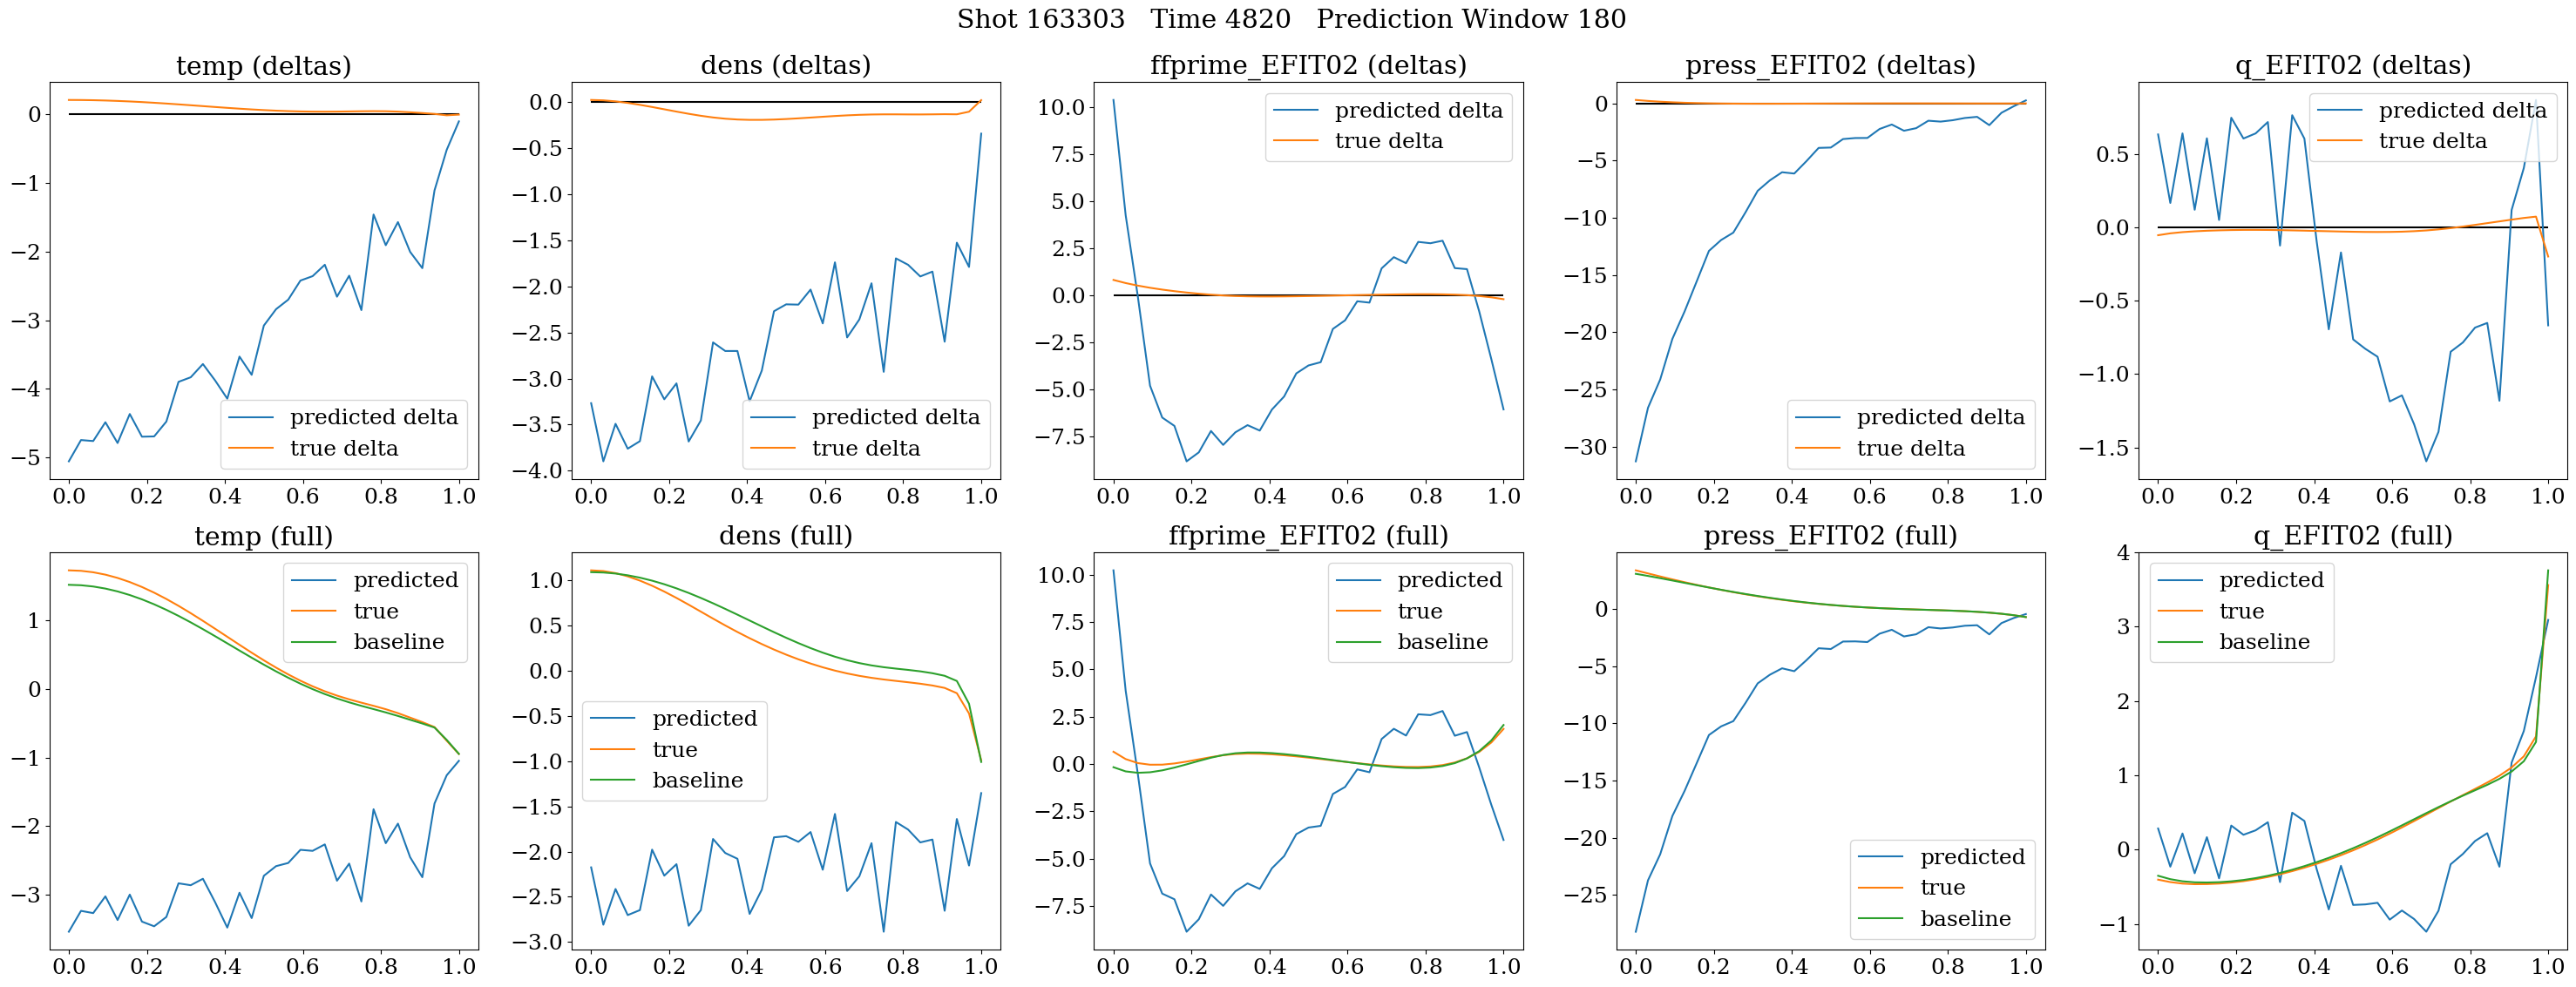 Shot 163303   Time 4820   Prediction Window 180
temp (deltas)
0
−1
−2
−3
−4
−5
0.0 0.2 0.4 0.6 0.8 1.0
predicted delta
true delta
dens (deltas)
0.0
−0.5
−1.0
−1.5
−2.0
−2.5
−3.0
−3.5
−4.0
0.0 0.2 0.4 0.6 0.8 1.0
predicted delta
true delta
ffprime_EFIT02 (deltas)
10.0
7.5
5.0
2.5
0.0
−2.5
−5.0
−7.5
0.0 0.2 0.4 0.6 0.8 1.0
predicted delta
true delta
press_EFIT02 (deltas)
0
−5
−10
−15
−20
−25
−30
0.0 0.2 0.4 0.6 0.8 1.0
predicted delta
true delta
q_EFIT02 (deltas)
0.5
0.0
−0.5
−1.0
−1.5
0.0 0.2 0.4 0.6 0.8 1.0
predicted delta
true delta
temp (full)
1
0
−1
−2
−3
0.0 0.2 0.4 0.6 0.8 1.0
predicted
true
baseline
dens (full)
1.0
0.5
0.0
−0.5
−1.0
−1.5
−2.0
−2.5
−3.0
0.0 0.2 0.4 0.6 0.8 1.0
predicted
true
baseline
ffprime_EFIT02 (full)
10.0
7.5
5.0
2.5
0.0
−2.5
−5.0
−7.5
0.0 0.2 0.4 0.6 0.8 1.0
predicted
true
baseline
press_EFIT02 (full)
0
−5
−10
−15
−20
−25
0.0 0.2 0.4 0.6 0.8 1.0
predicted
true
baseline
q_EFIT02 (full)
4
3
2
1
0
−1
0.0 0.2 0.4 0.6 0.8 1.0
predicted
true
baseline